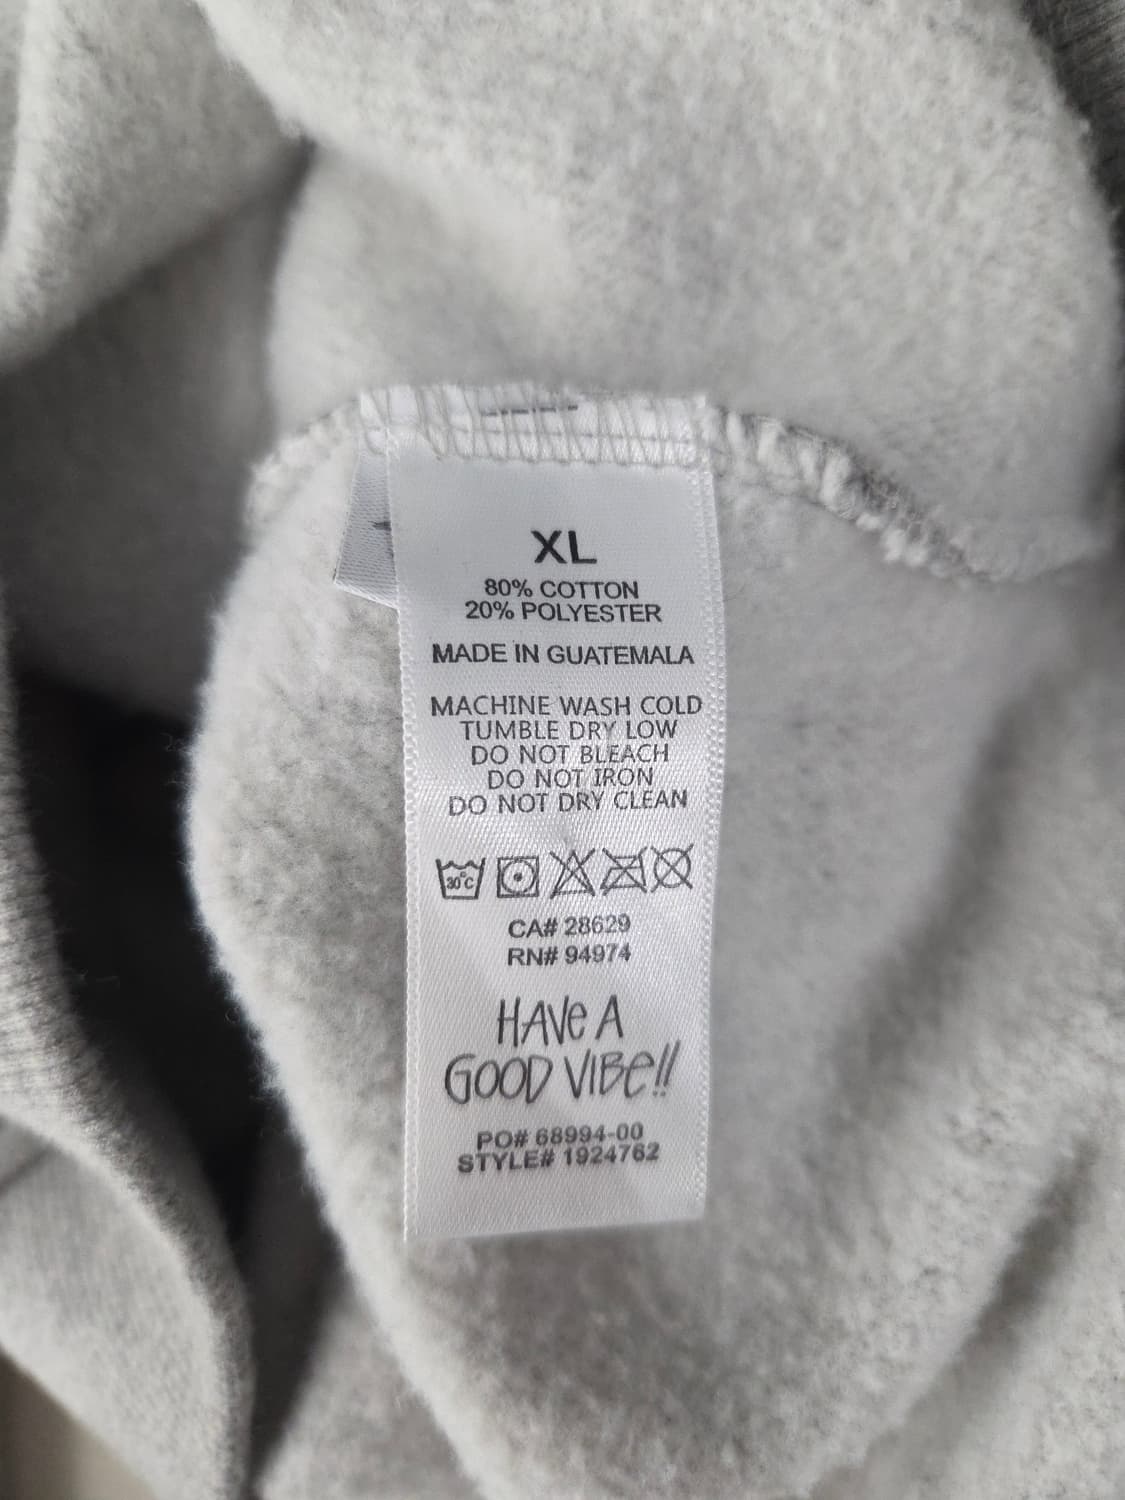 XL
80% COTTON
20% POLYESTER
MADE IN GUATEMALA
MACHINE WASH COLD
TUMBLE DRY LOW
DO NOT BLEACH
DO NOT IRON
DO NOT DRY CLEAN
30°C
CA# 28629
RN# 94974
HAVe A
GOOD VIBe!!
PO# 68994-00
STYLE# 1924762